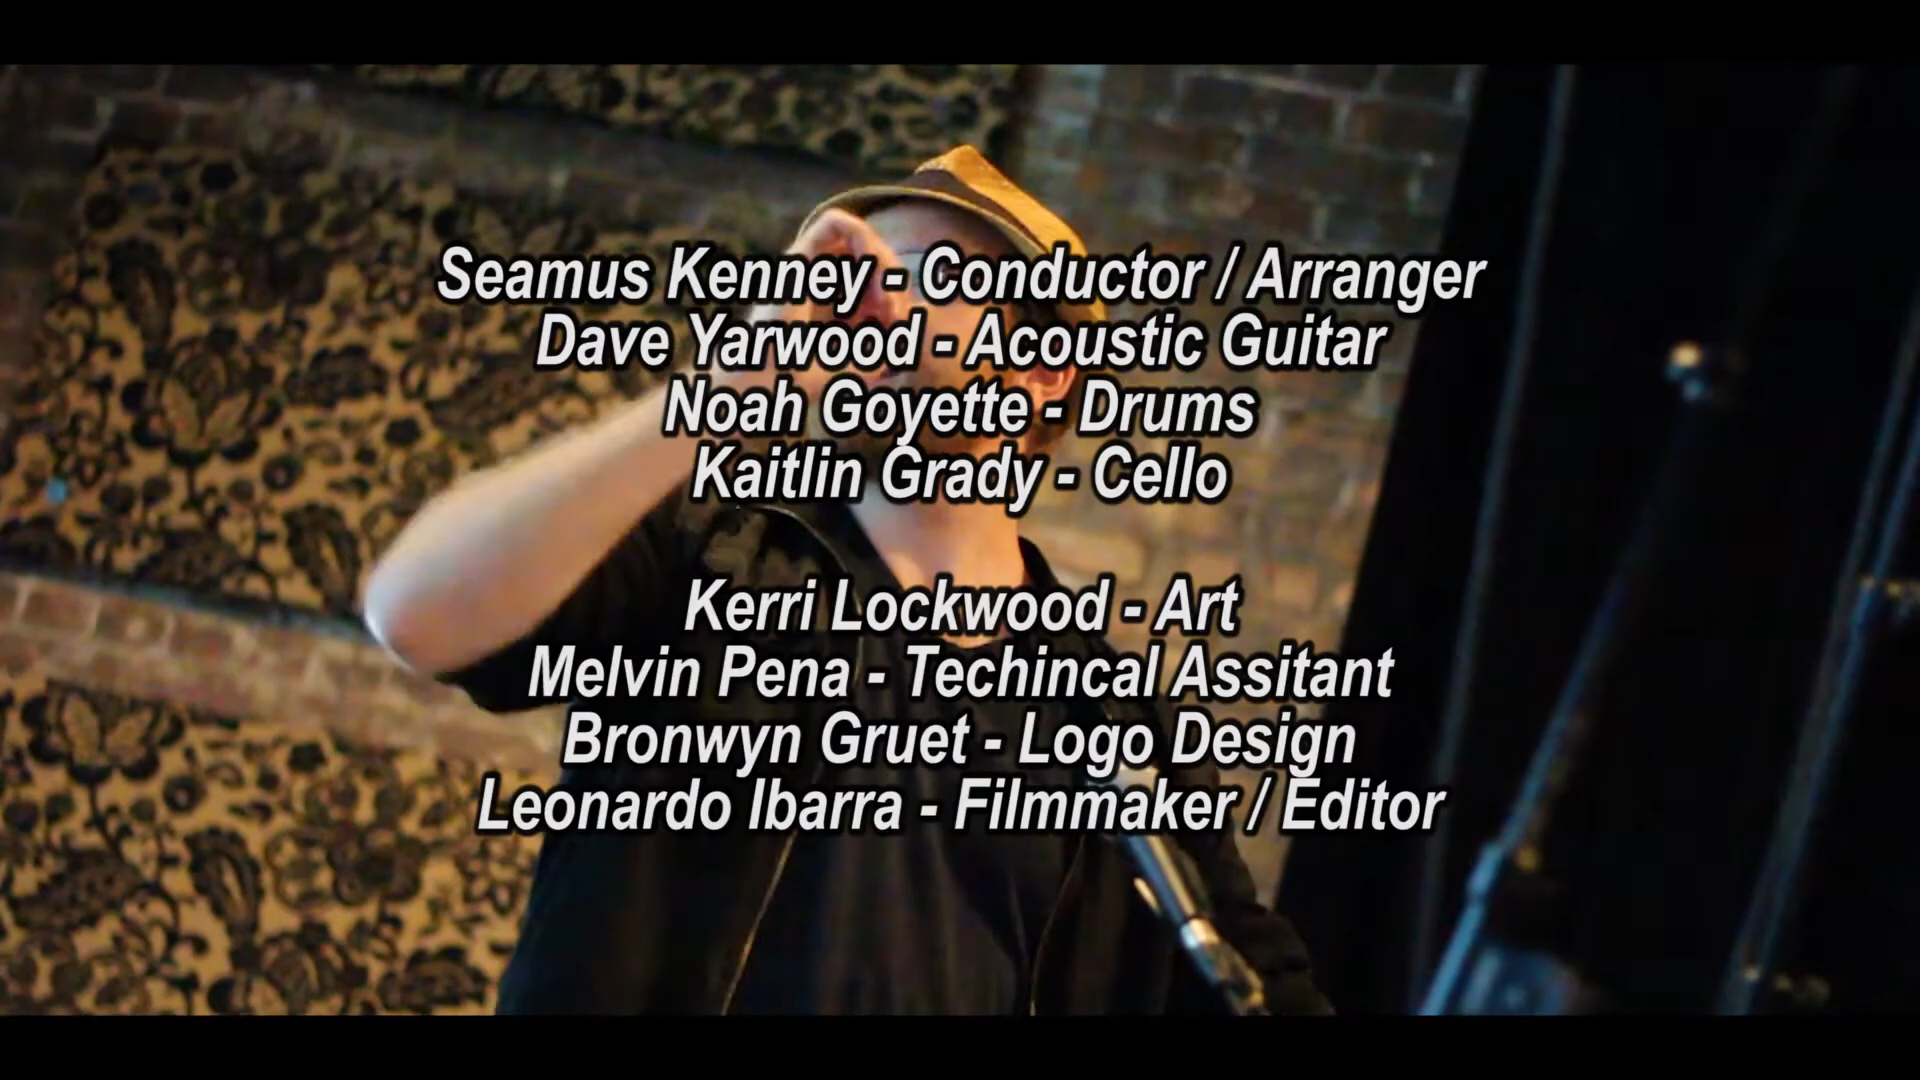 Seamus Kenney - Conductor / Arranger
Dave Yarwood - Acoustic Guitar
Noah Goyette - Drums
Kaitlin Grady - Cello
Kerri Lockwood - Art
Melvin Pena - Techincal Assitant
Bronwyn Gruet - Logo Design
Leonardo Ibarra - Filmmaker / Editor